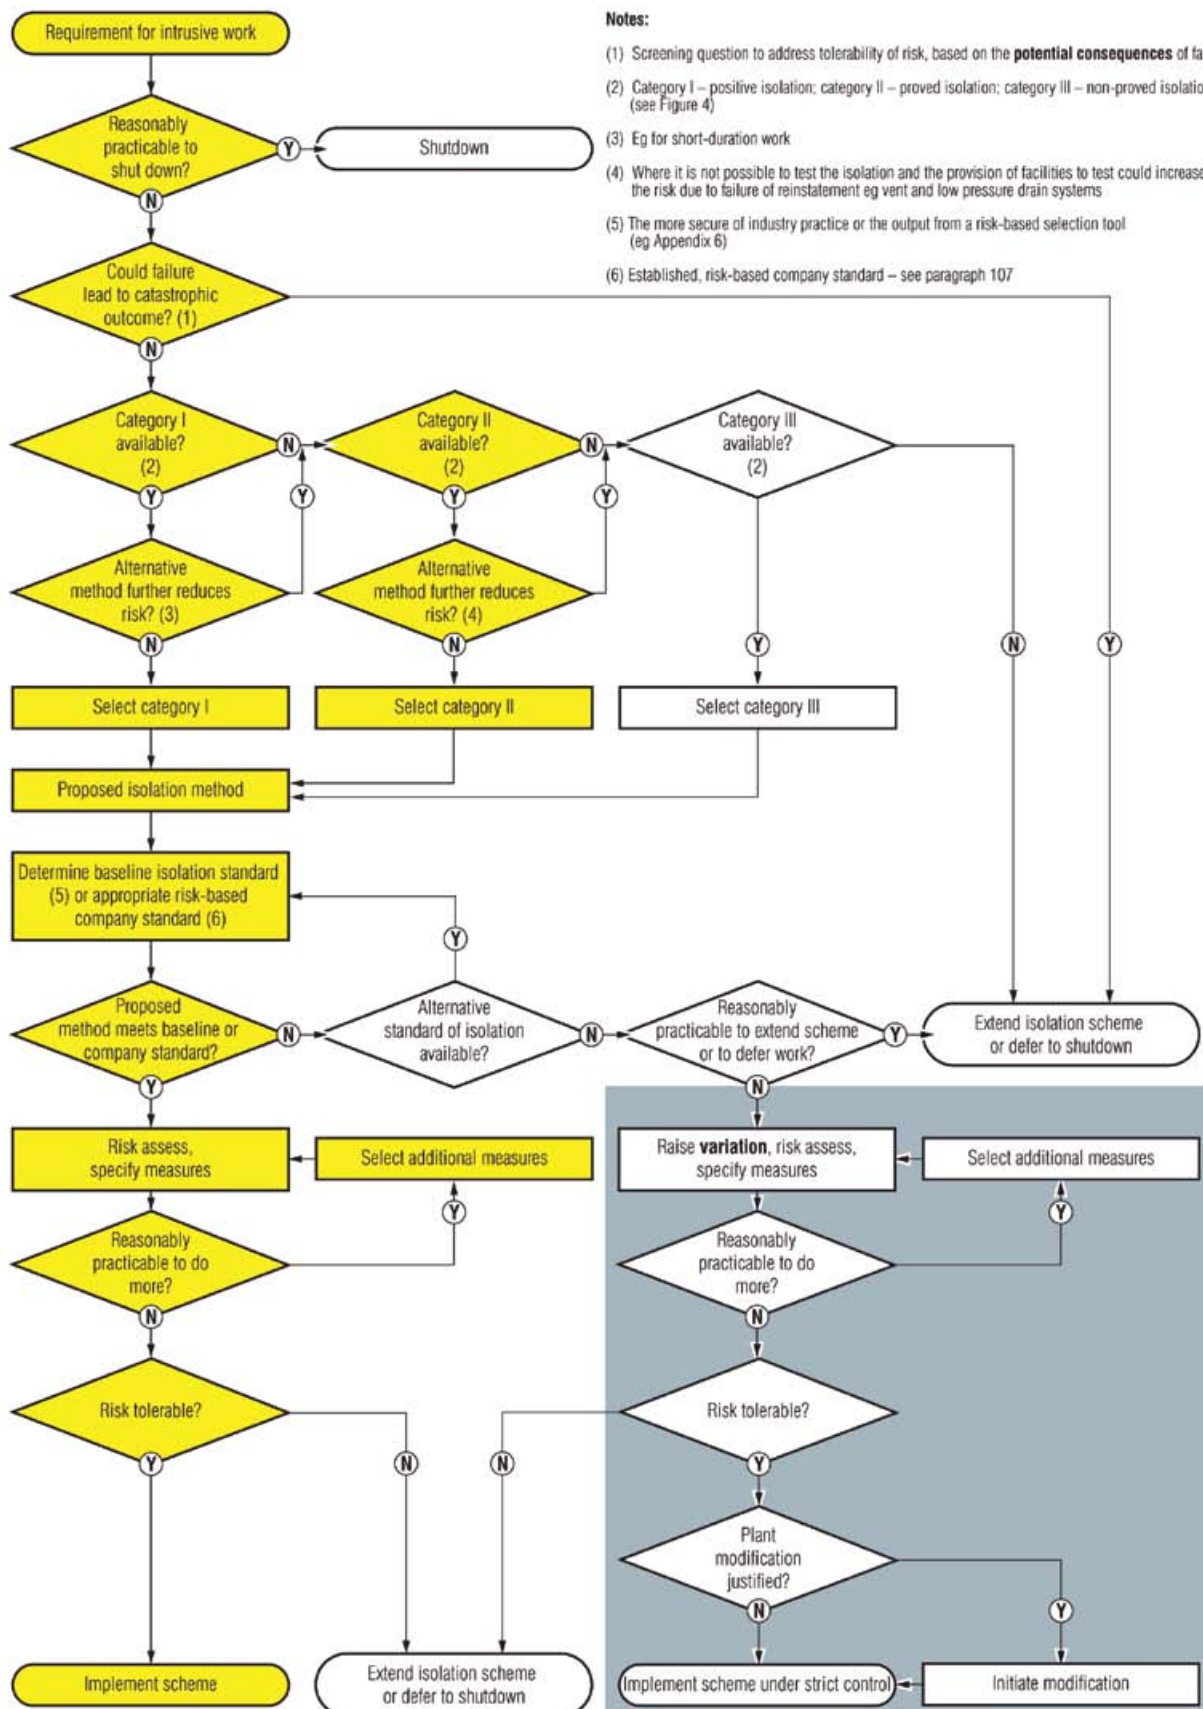 Requirement for intrusive work
Notes:
(1) Screening question to address tolerability of risk, based on the potential consequences of
(2) Category I – positive isolation; category II – proved isolation; category III – non-proved
(see Figure 4)
(3) Eg for short-duration work
(4) Where it is not possible to test the isolation and the provision of facilities to test could increase
the risk due to failure of reinstatement eg vent and low pressure drain systems
(5) The more secure of industry practice or the output from a risk-based selection tool
(eg Appendix 6)
(6) Established, risk-based company standard – see paragraph 107
Reasonably
practicable to
shut down?
Y
Shutdown
N
Could failure
lead to catastrophic
outcome? (1)
N
Category I
available?
(2)
N
Category II
available?
(2)
N
Category III
available?
(2)
Y
Y
Y
Y
Alternative
method further reduces
risk? (3)
Alternative
method further reduces
risk? (4)
N
N
Y
N
Y
Select category I
Select category II
Select category III
Proposed isolation method
Determine baseline isolation standard
(5) or appropriate risk-based
company standard (6)
Y
Proposed
method meets baseline or
company standard?
N
Alternative
standard of isolation
available?
N
Reasonably
practicable to extend scheme
or to defer work?
Y
Extend isolation scheme
or defer to shutdown
Y
N
Risk assess,
specify measures
Select additional measures
Raise variation, risk assess,
specify measures
Select additional measures
Y
Y
Reasonably
practicable to do
more?
Reasonably
practicable to do
more?
N
N
Risk tolerable?
Risk tolerable?
Y
N
N
Y
Plant
modification
justified?
N
Y
Implement scheme
Extend isolation scheme
or defer to shutdown
Implement scheme under strict control
Initiate modification